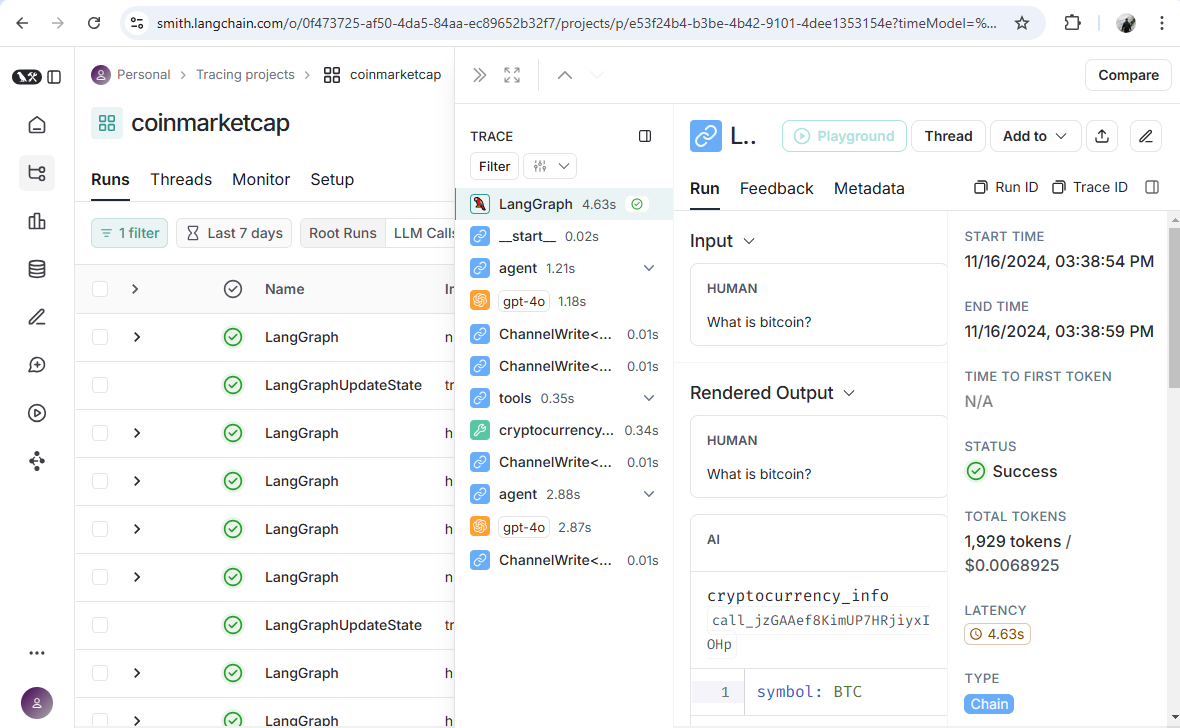 smith.langchain.com/o/0f473725-af50-4da5-84aa-ec89652b32f7/projects/p/e53f24b4-b3be-4b42-9101-4dee1353154e?timeModel=%...
Personal > Tracing projects > coinmarketcap
Compare
coinmarketcap
Runs Threads Monitor Setup
1 filter Last 7 days Root Runs LLM Calls
Name In
LangGraph n
LangGraphUpdateState tr
LangGraph h
LangGraph h
LangGraph h
LangGraph n
LangGraphUpdateState tr
LangGraph h
LangGraph h
TRACE
Filter
LangGraph 4.63s
__start__ 0.02s
agent 1.21s
gpt-4o 1.18s
ChannelWrite<... 0.01s
ChannelWrite<... 0.01s
tools 0.35s
cryptocurrency... 0.34s
ChannelWrite<... 0.01s
agent 2.88s
gpt-4o 2.87s
ChannelWrite<... 0.01s
L.. Playground Thread Add to
Run Feedback Metadata Run ID Trace ID
Input
HUMAN
What is bitcoin?
Rendered Output
HUMAN
What is bitcoin?
AI
cryptocurrency_info
call_jzGAAef8KimUP7HRjiyxI
OHp
1 symbol: BTC
START TIME
11/16/2024, 03:38:54 PM
END TIME
11/16/2024, 03:38:59 PM
TIME TO FIRST TOKEN
N/A
STATUS
Success
TOTAL TOKENS
1,929 tokens /
$0.0068925
LATENCY
4.63s
TYPE
Chain